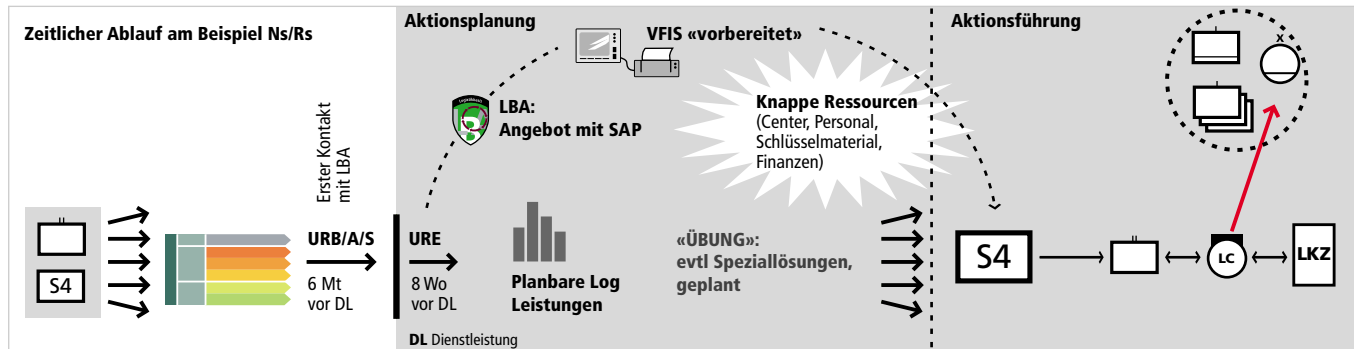 Zeitlicher Ablauf am Beispiel Ns/Rs
S4
Erster Kontakt
mit LBA
URB/A/S
6 Mt
vor DL
Aktionsplanung
VFIS «vorbereitet»
LBA:
Angebot mit SAP
Knappe Ressourcen
(Center, Personal,
Schlüsselmaterial,
Finanzen)
URE
8 Wo
vor DL
Planbare Log
Leistungen
«ÜBUNG»:
evtl Speziallösungen,
geplant
DL Dienstleistung
Aktionsführung
X
S4
LC
LKZ